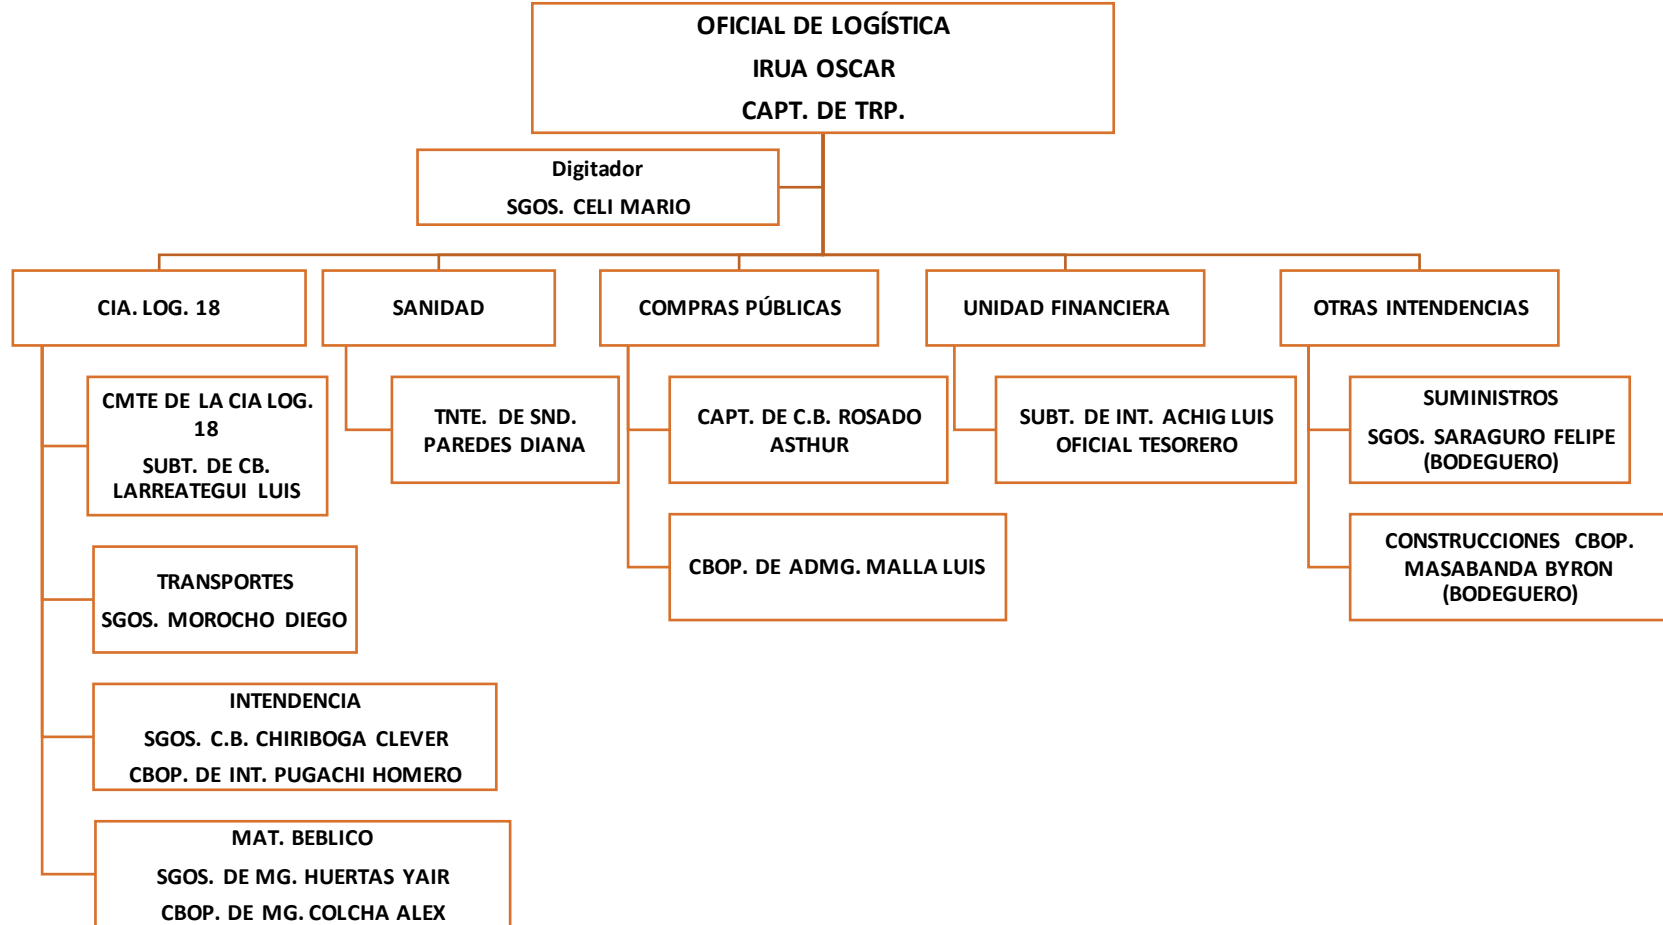 OFICIAL DE LOGÍSTICA
IRUA OSCAR
CAPT. DE TRP.
Digitador
SGOS. CELI MARIO
CIA. LOG. 18
SANIDAD
COMPRAS PÚBLICAS
UNIDAD FINANCIERA
OTRAS INTENDENCIAS
CMTE DE LA CIA LOG.
18
SUBT. DE CB.
LARREATEGUI LUIS
TRANSPORTES
SGOS. MOROCHO DIEGO
INTENDENCIA
SGOS. C.B. CHIRIBOGA CLEVER
CBOP. DE INT. PUGACHI HOMERO
MAT. BEBLICO
SGOS. DE MG. HUERTAS YAIR
CBOP. DE MG. COLCHA ALEX
TNTE. DE SND.
PAREDES DIANA
CAPT. DE C.B. ROSADO
ASTHUR
CBOP. DE ADMG. MALLA LUIS
SUBT. DE INT. ACHIG LUIS
OFICIAL TESORERO
SUMINISTROS
SGOS. SARAGURO FELIPE
(BODEGUERO)
CONSTRUCCIONES CBOP.
MASABANDA BYRON
(BODEGUERO)